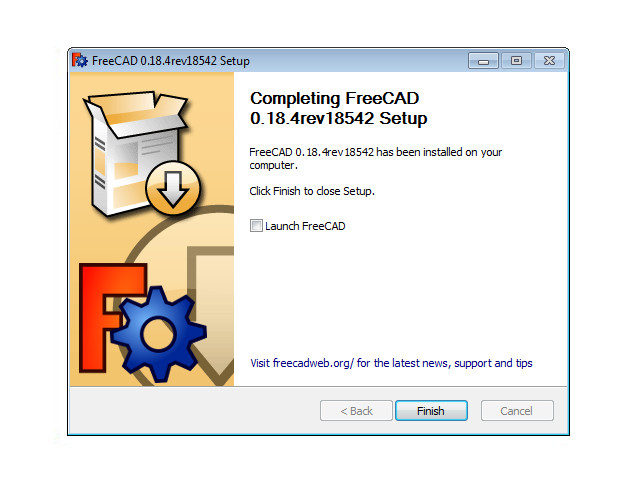 FreeCAD 0.18.4rev18542 Setup
Completing FreeCAD
0.18.4rev18542 Setup
FreeCAD 0.18.4rev18542 has been installed on your
computer.
Click Finish to close Setup.
Launch FreeCAD
Visit freecadweb.org/ for the latest news, support and tips
< Back
Finish
Cancel